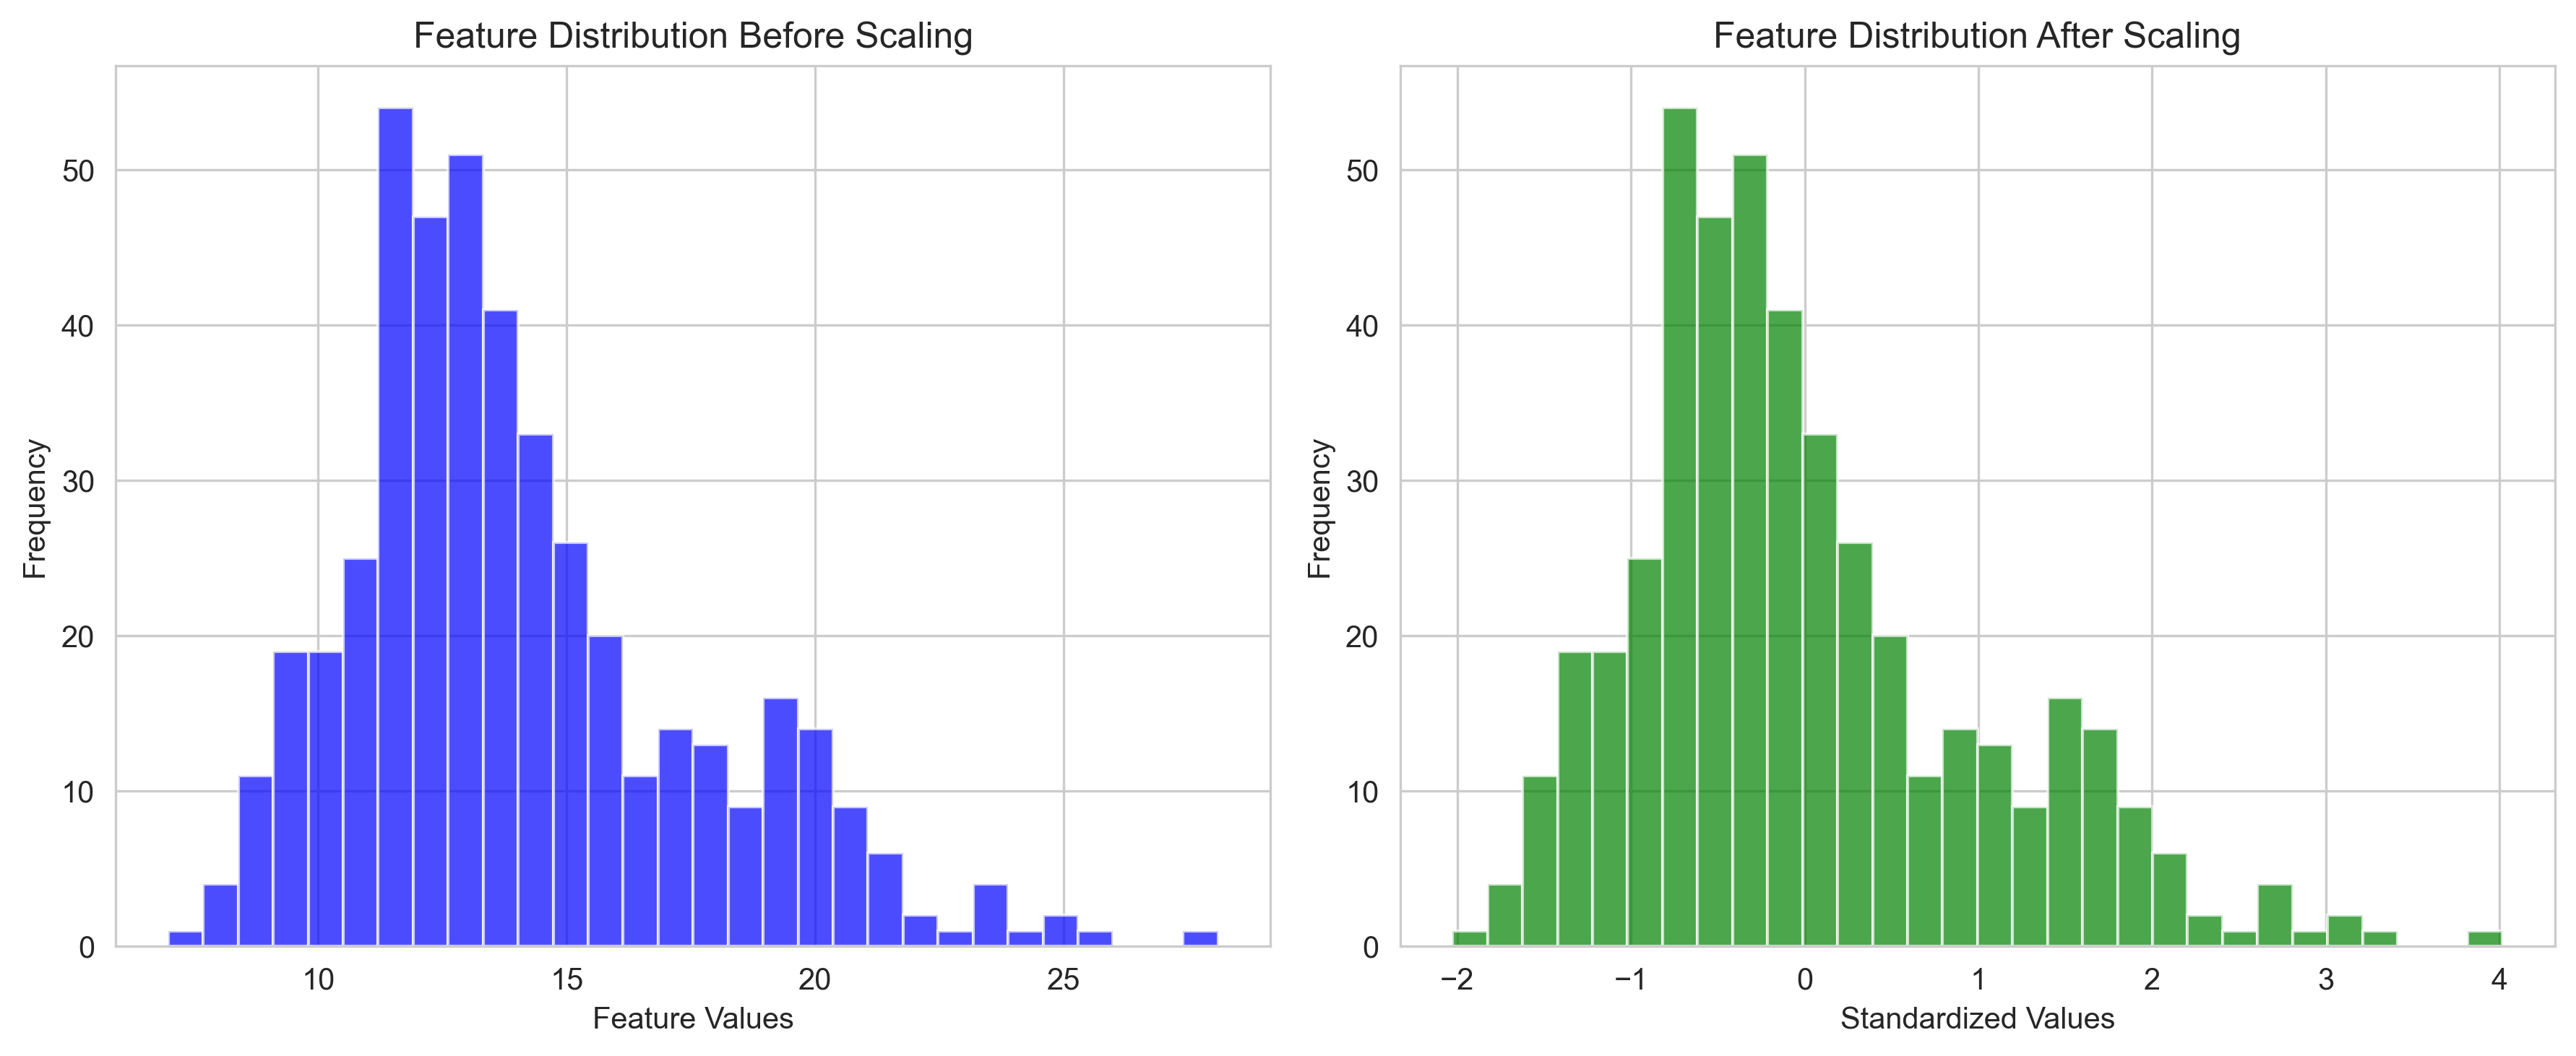 Feature Distribution Before Scaling
Frequency
50
40
30
20
10
0
10 15 20 25
Feature Values
Feature Distribution After Scaling
Frequency
50
40
30
20
10
0
−2 −1 0 1 2 3 4
Standardized Values